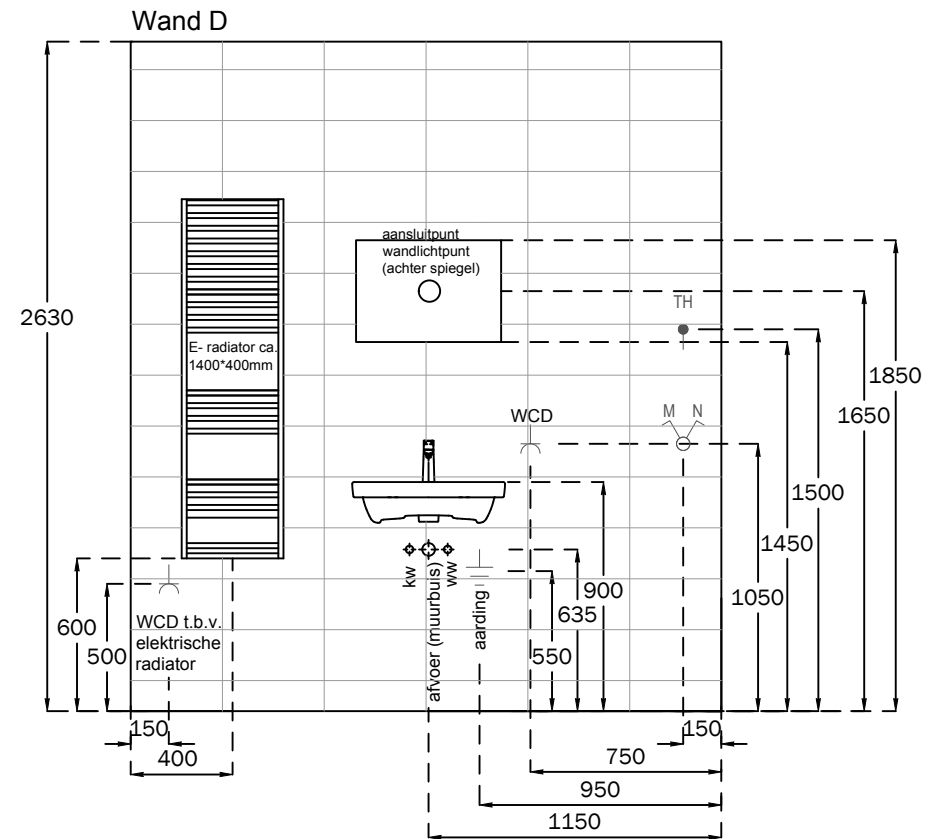 Wand D
2630
aansluitpunt
wandlichtpunt
(achter spiegel)
TH
E- radiator ca.
1400*400mm
1850
1650
WCD
M N
1500
1450
1050
kw
afvoer (muurbuis)
ww
aarding
900
635
550
600
500
WCD t.b.v.
elektrische
radiator
150
400
150
750
950
1150